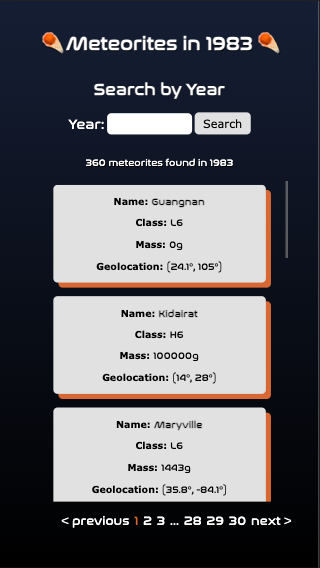 Meteorites in 1983
Search by Year
Year: Search
360 meteorites found in 1983
Name: Guangnan
Class: L6
Mass: 0g
Geolocation: (24.1°, 105°)
Name: Kidairat
Class: H6
Mass: 100000g
Geolocation: (14°, 28°)
Name: Maryville
Class: L6
Mass: 1443g
Geolocation: (35.8°, -84.1°)
< previous 1 2 3 ... 28 29 30 next >